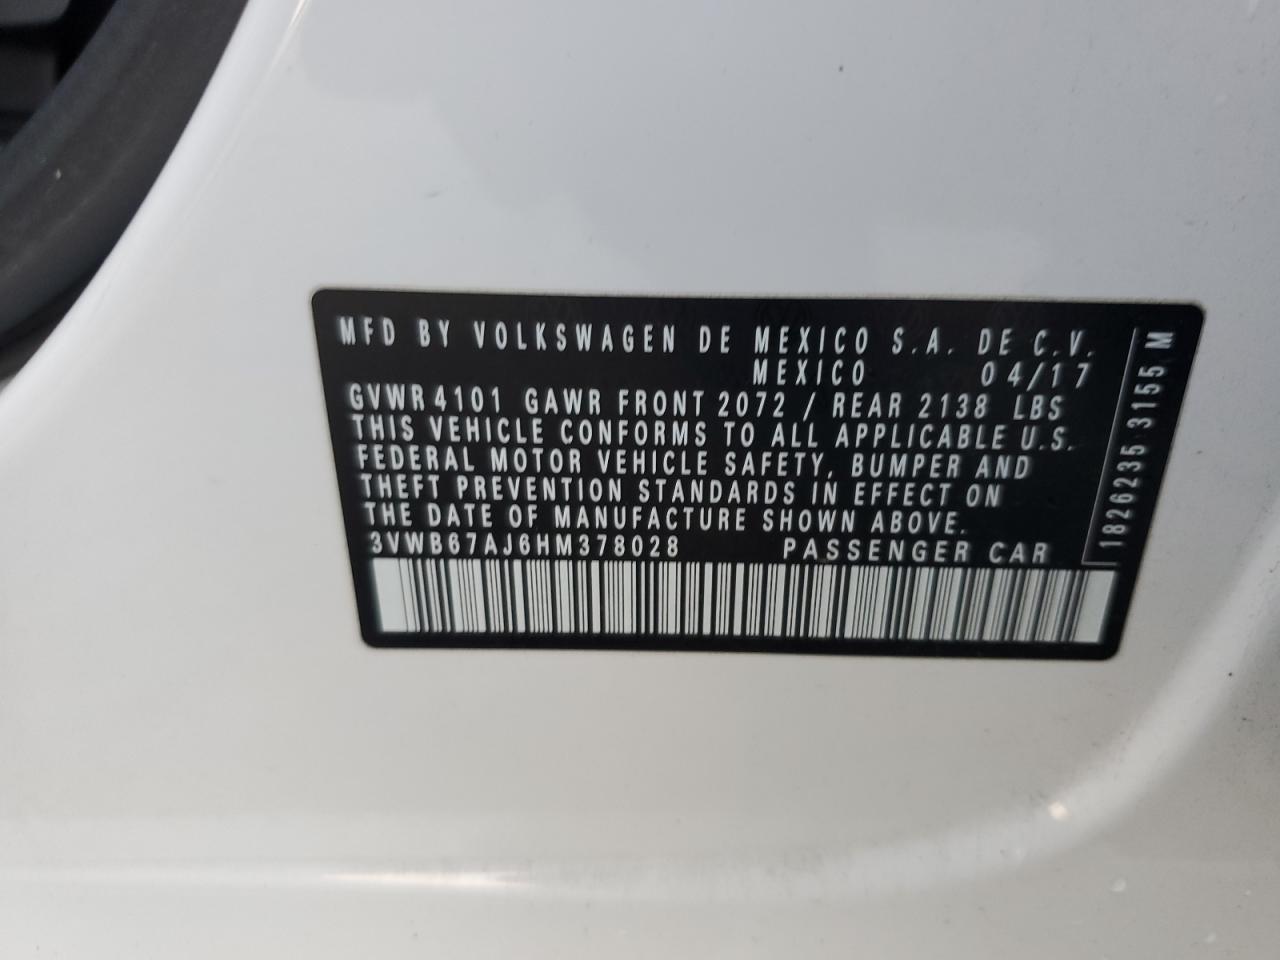 MFD BY VOLKSWAGEN DE MEXICO S.A. DE C.V.
MEXICO 04/17
GVWR 4101 GAWR FRONT 2072 / REAR 2138 LBS
THIS VEHICLE CONFORMS TO ALL APPLICABLE U.S.
FEDERAL MOTOR VEHICLE SAFETY, BUMPER AND
THEFT PREVENTION STANDARDS IN EFFECT ON
THE DATE OF MANUFACTURE SHOWN ABOVE.
3VWB67AJ6HM378028 PASSENGER CAR
1826235 3155 M